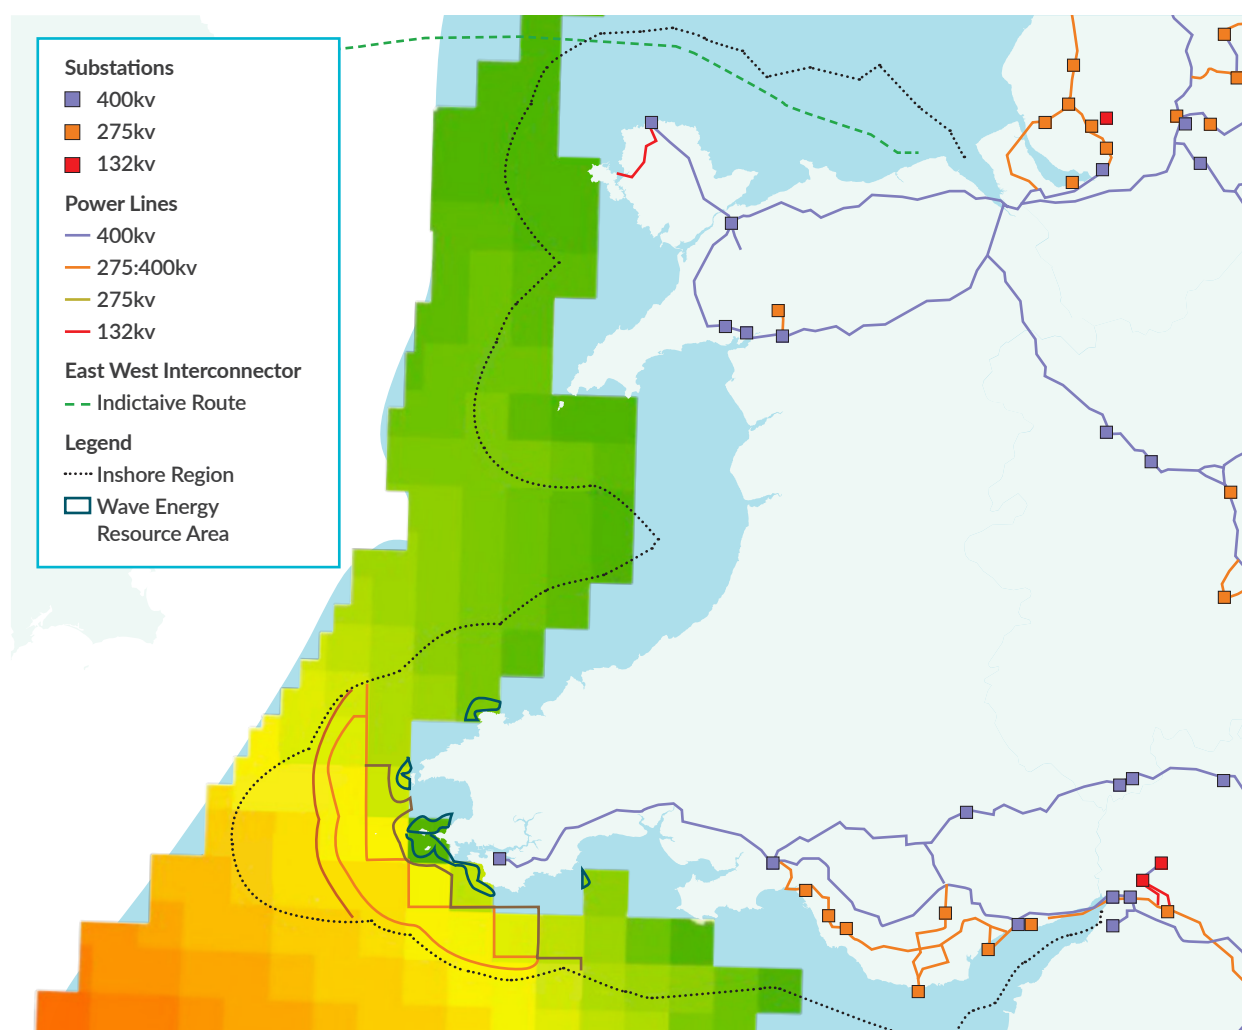 Substations
400kv
275kv
132kv
Power Lines
400kv
275:400kv
275kv
132kv
East West Interconnector
Indictaive Route
Legend
Inshore Region
Wave Energy
Resource Area